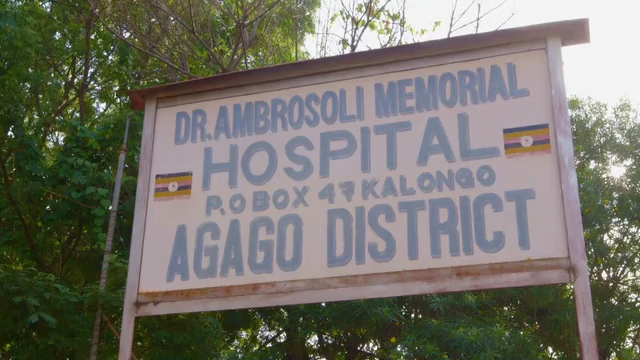 DR.AMBROSOLI MEMORIAL
HOSPITAL
P.O BOX 47 KALONGO
AGAGO DISTRICT